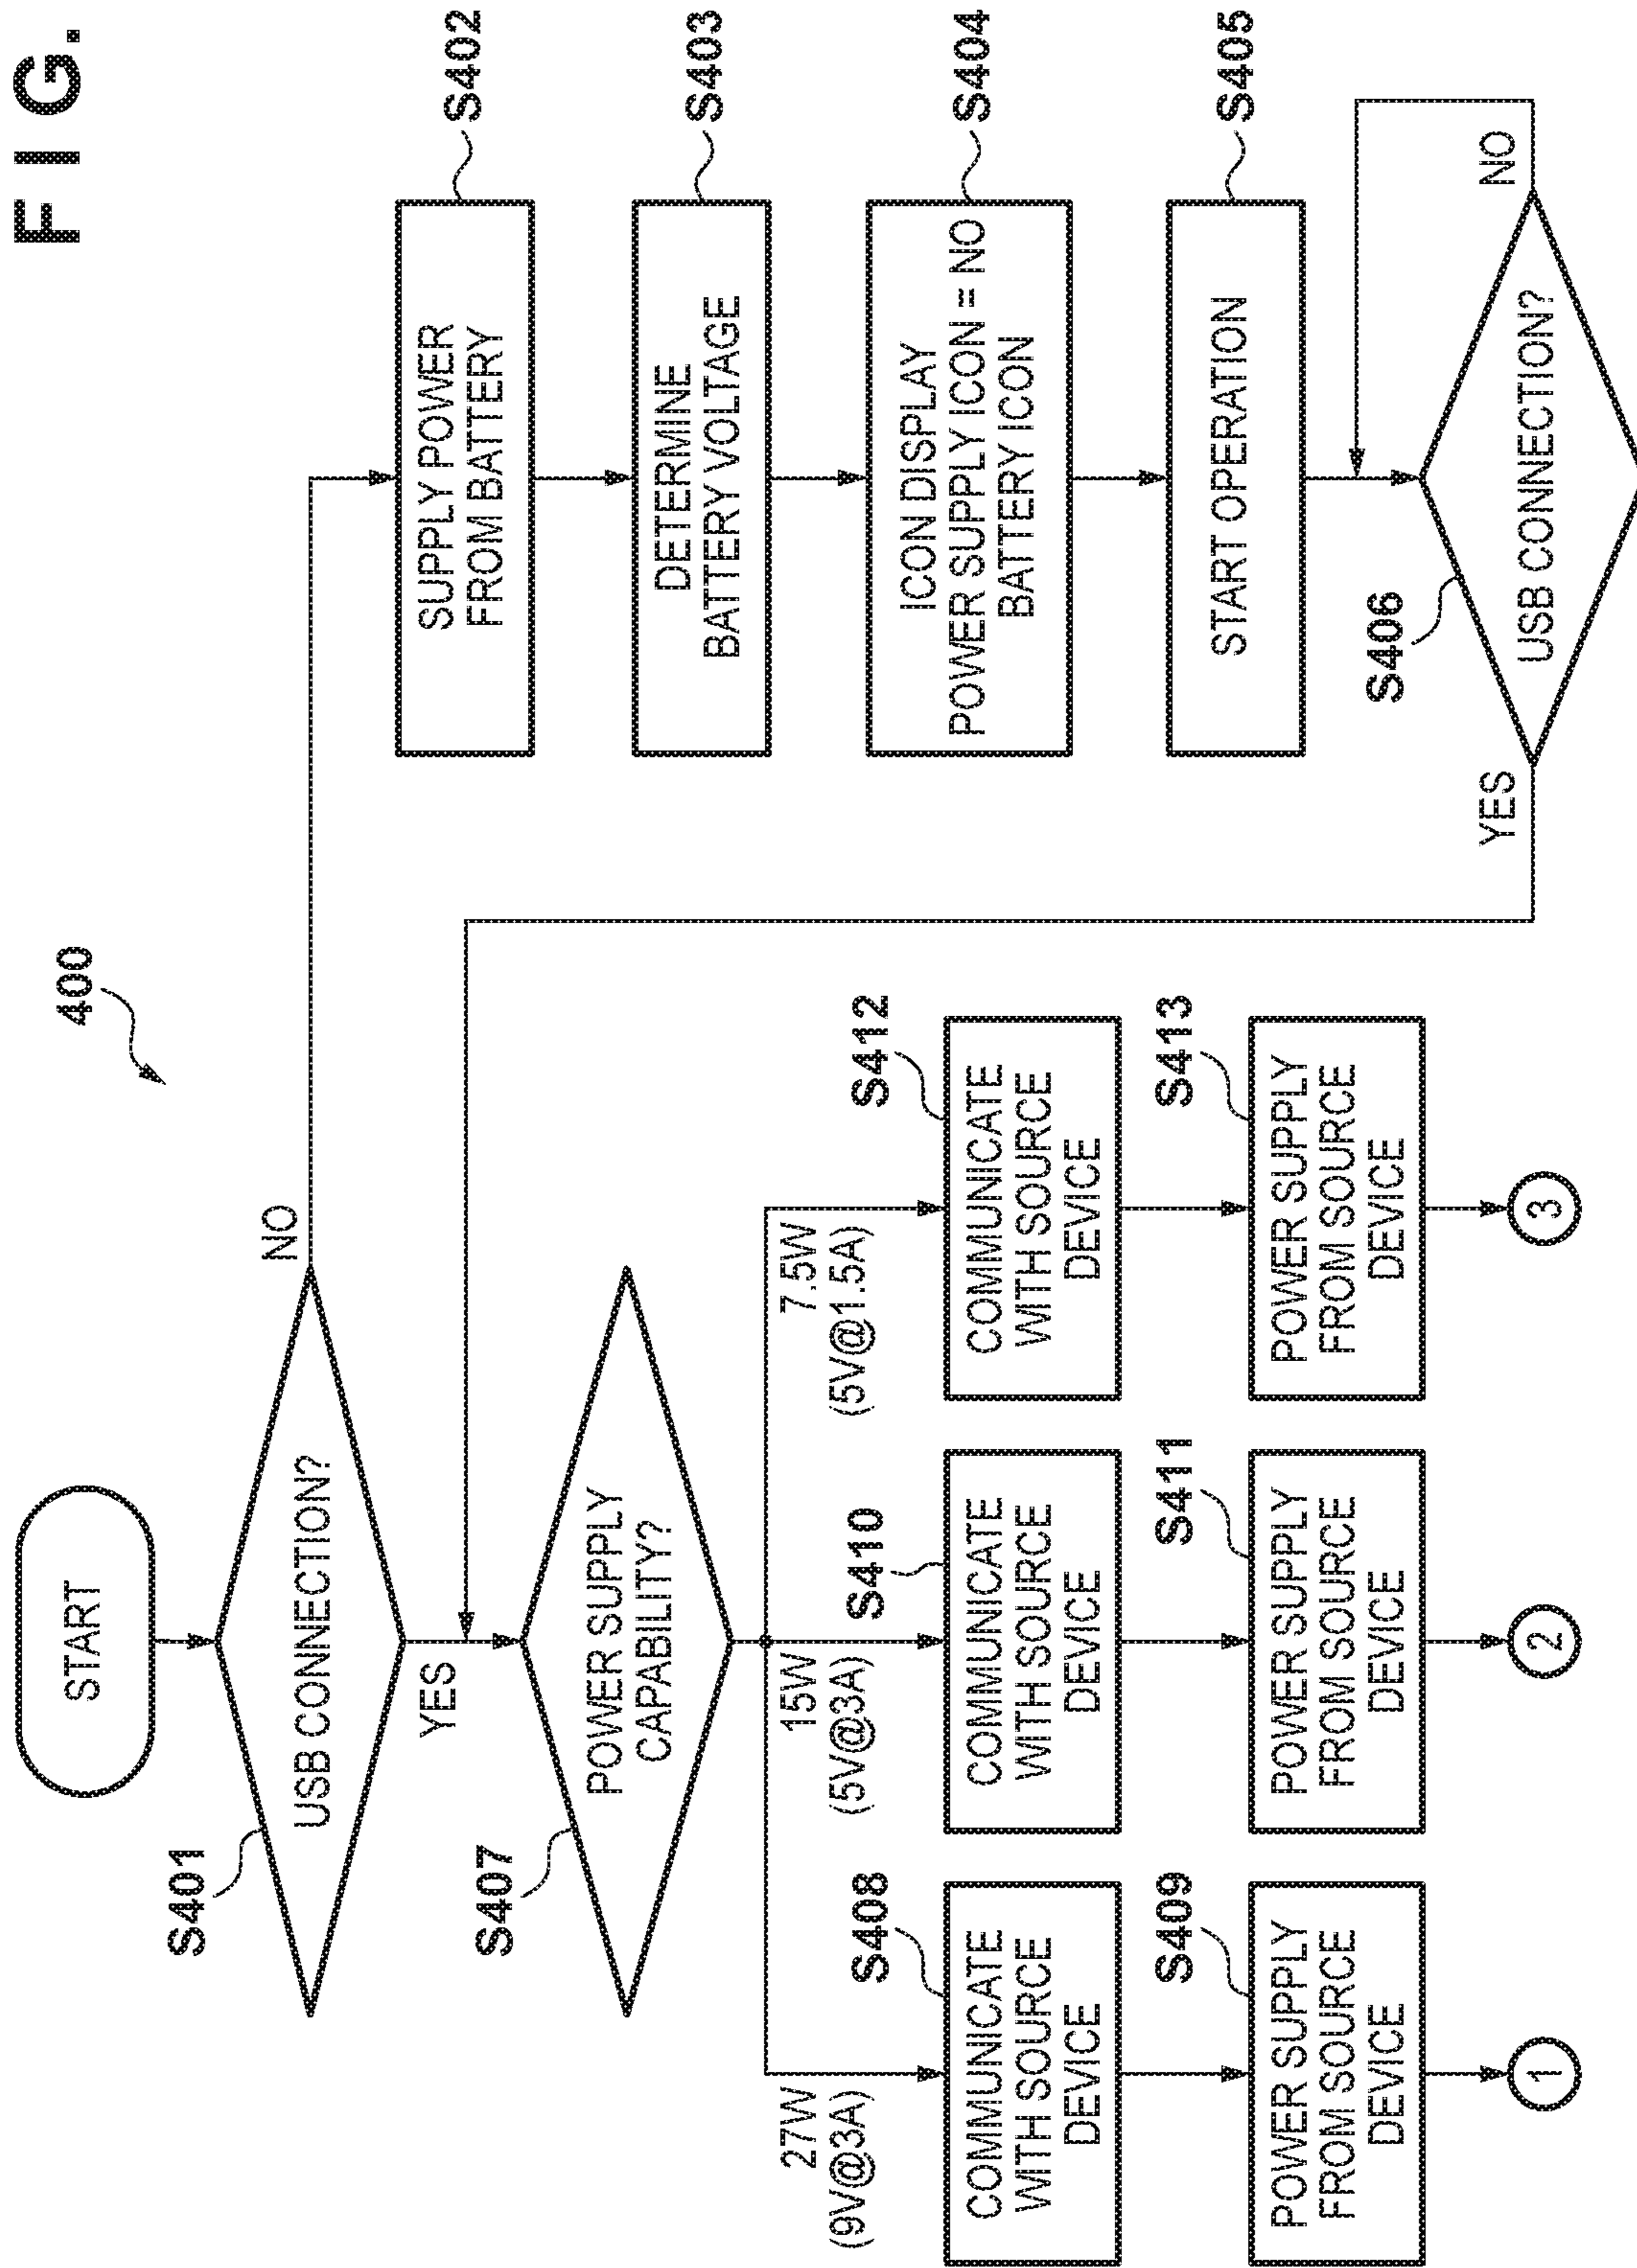 FIG.
400
START
S401
USB CONNECTION?
NO
YES
S402
SUPPLY POWER
FROM BATTERY
S403
DETERMINE
BATTERY VOLTAGE
S404
ICON DISPLAY
POWER SUPPLY ICON = NO
BATTERY ICON
S405
START OPERATION
S406
USB CONNECTION?
NO
YES
S407
POWER SUPPLY
CAPABILITY?
27W
(9V@3A)
15W
(5V@3A)
7.5W
(5V@1.5A)
S408
COMMUNICATE
WITH SOURCE
DEVICE
S410
COMMUNICATE
WITH SOURCE
DEVICE
S412
COMMUNICATE
WITH SOURCE
DEVICE
S409
POWER SUPPLY
FROM SOURCE
DEVICE
S411
POWER SUPPLY
FROM SOURCE
DEVICE
S413
POWER SUPPLY
FROM SOURCE
DEVICE
1
2
3